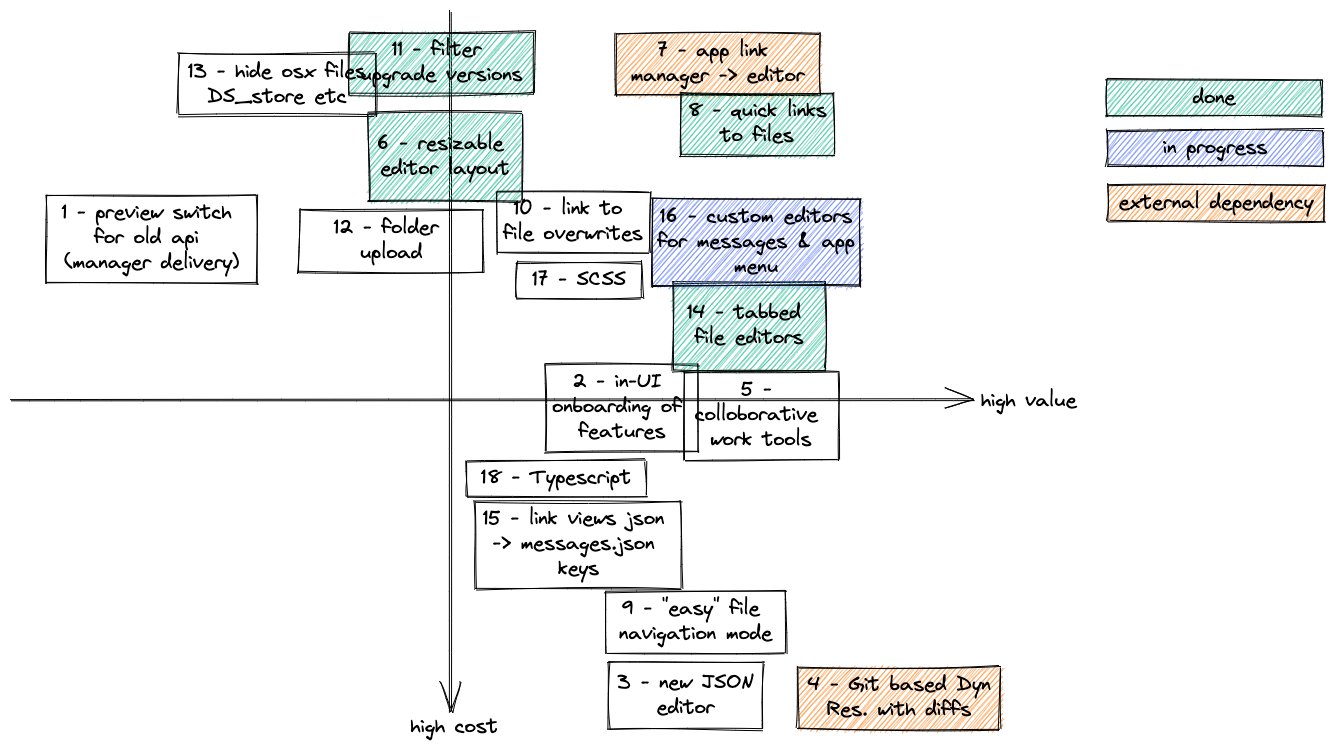 11 - filter
upgrade versions
13 - hide osx files
DS_store etc
7 - app link
manager -> editor
8 - quick links
to files
done
in progress
external dependency
6 - resizable
editor layout
1 - preview switch
for old api
(manager delivery)
12 - folder
upload
10 - link to
file overwrites
16 - custom editors
for messages & app
menu
17 - SCSS
14 - tabbed
file editors
2 - in-UI
onboarding of
features
5 -
colloborative
work tools
high value
18 - Typescript
15 - link views json
-> messages.json
keys
9 - "easy" file
navigation mode
3 - new JSON
editor
4 - Git based Dyn
Res. with diffs
high cost